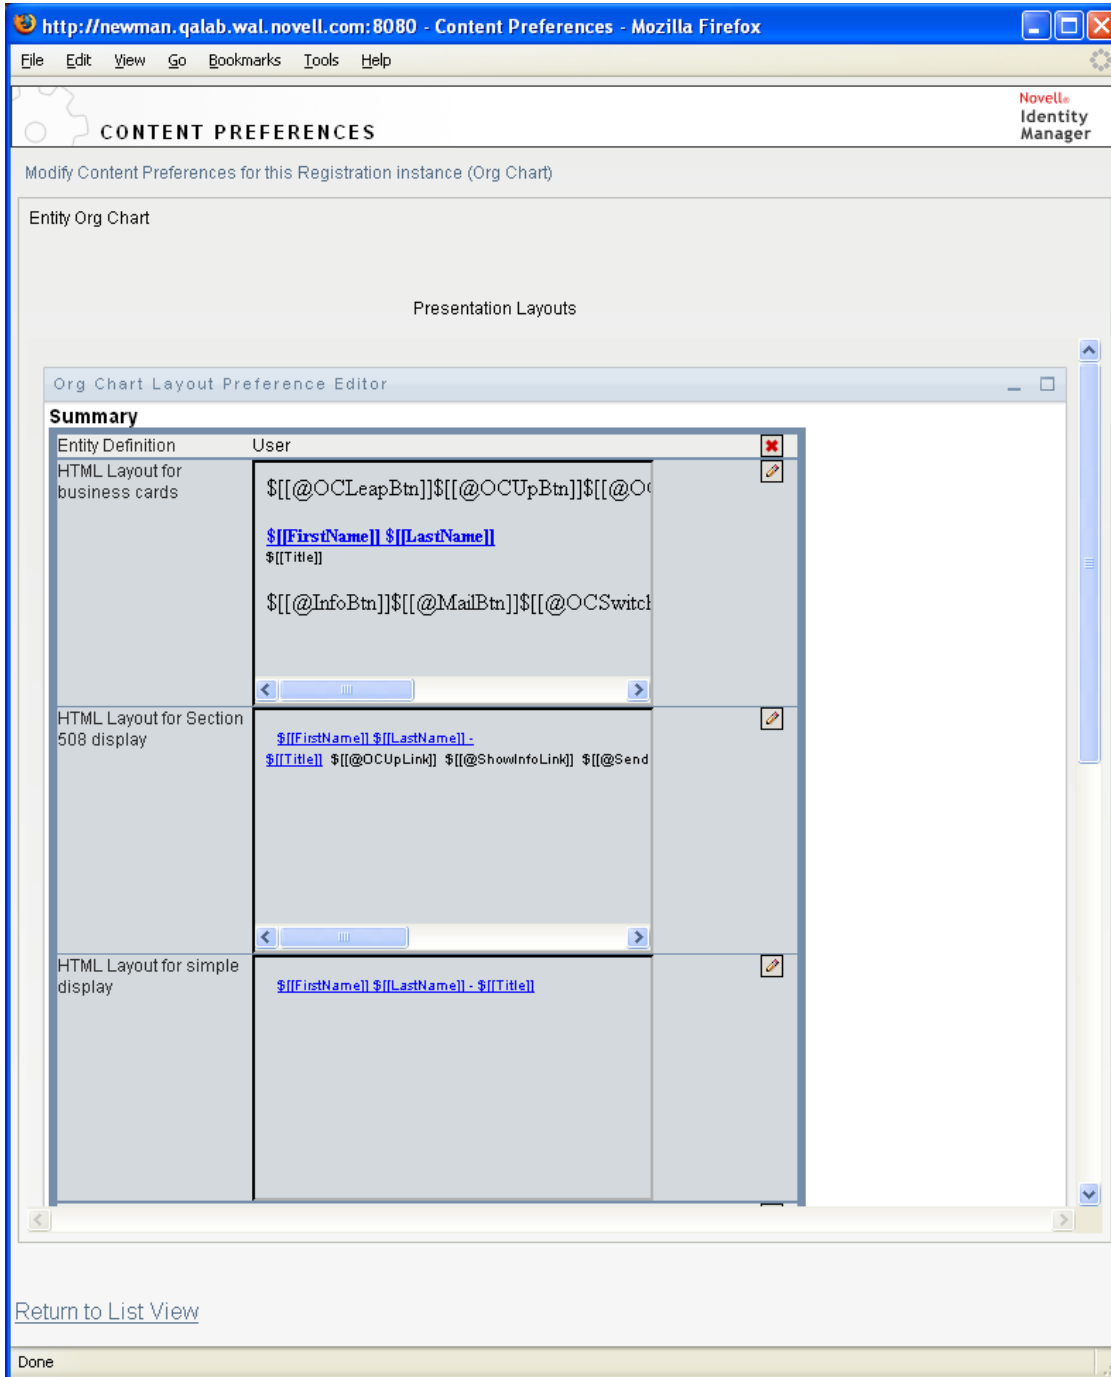 http://newman.qalab.wal.novell.com:8080 - Content Preferences - Mozilla Firefox
File Edit View Go Bookmarks Tools Help
Novell®
Identity
Manager
CONTENT PREFERENCES
Modify Content Preferences for this Registration instance (Org Chart)
Entity Org Chart
Presentation Layouts
Org Chart Layout Preference Editor
Summary
Entity Definition User
HTML Layout for
business cards
$[[@OCLeapBtn]]$[[@OCUpBtn]]$[[@O
$[[FirstName]] $[[LastName]]
$[[Title]]
$[[@InfoBtn]]$[[@MailBtn]]$[[@OCSwitc
HTML Layout for Section
508 display
$[[FirstName]] $[[LastName]] -
$[[Title]] $[[@OCUpLink]] $[[@ShowInfoLink]] $[[@Send
HTML Layout for simple
display
$[[FirstName]] $[[LastName]] - $[[Title]]
Return to List View
Done